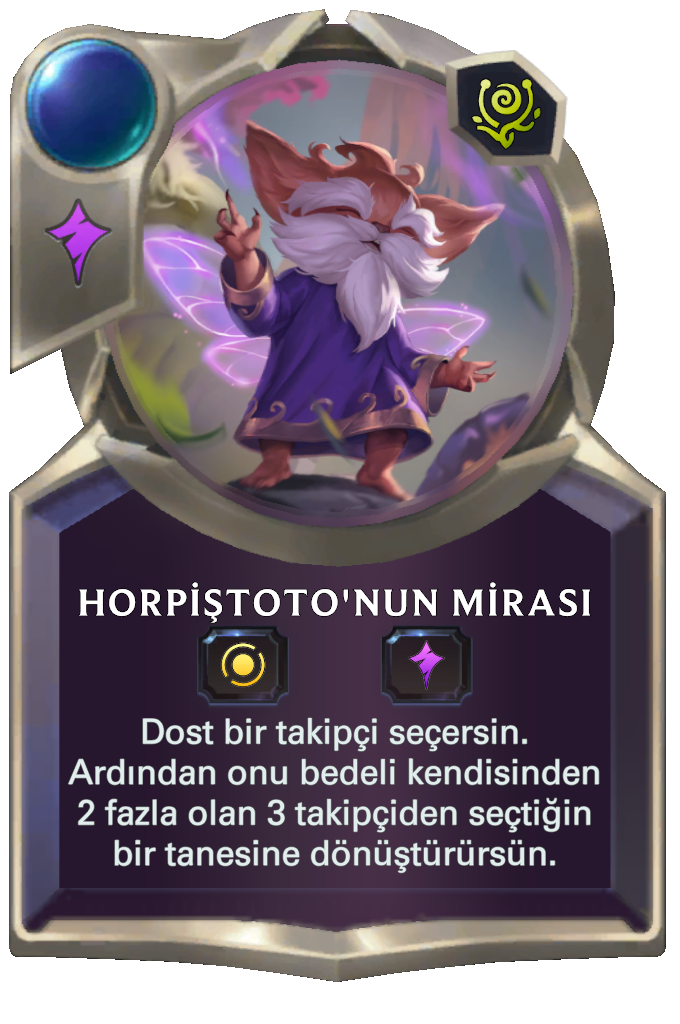 HORPİŞTOTO'NUN MİRASI
Dost bir takipçi seçersin.
Ardından onu bedeli kendisinden
2 fazla olan 3 takipçiden seçtiğin
bir tanesine dönüştürürsün.